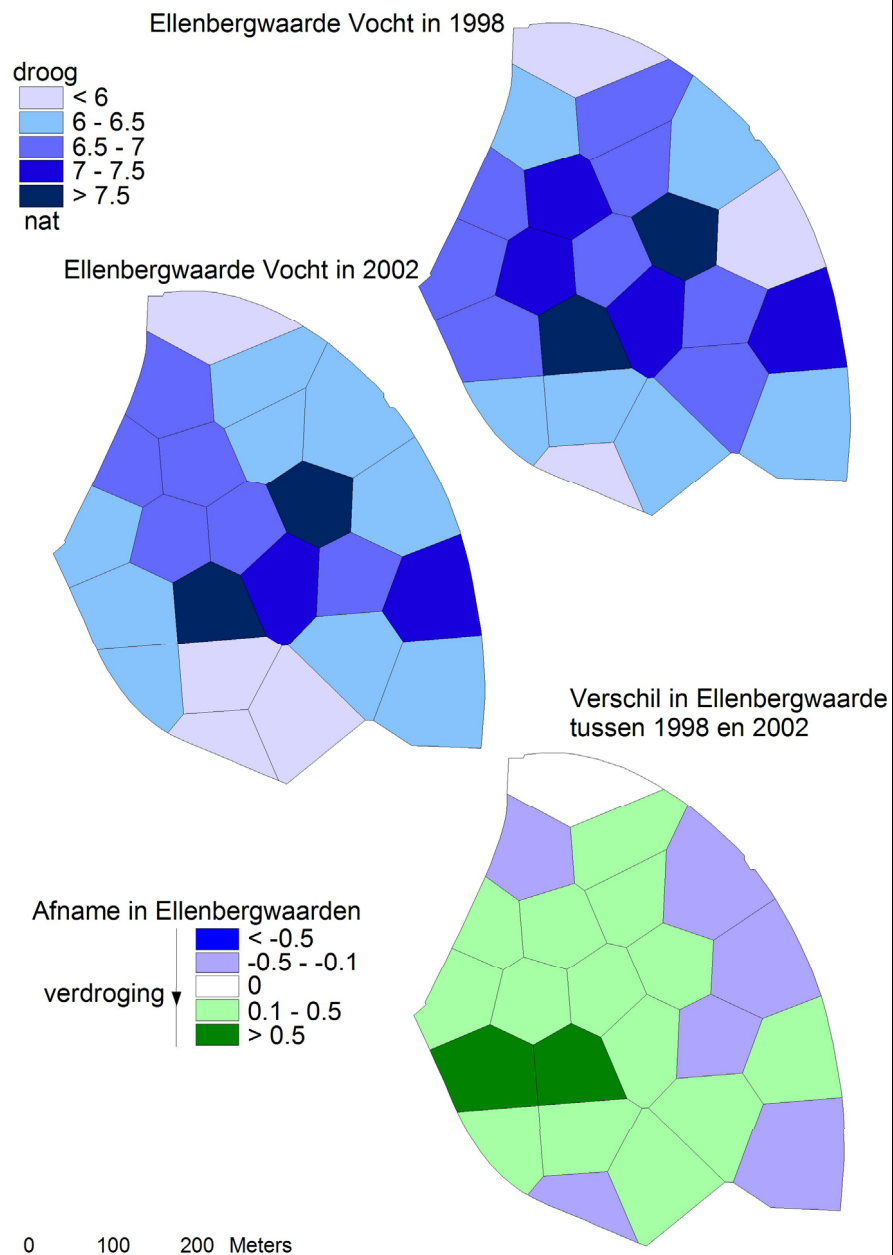 Ellenbergwaarde Vocht in 1998
droog
< 6
6 - 6.5
6.5 - 7
7 - 7.5
> 7.5
nat
Ellenbergwaarde Vocht in 2002
Verschil in Ellenbergwaarde
tussen 1998 en 2002
Afname in Ellenbergwaarden
< -0.5
-0.5 - -0.1
0
0.1 - 0.5
> 0.5
verdroging
0 100 200 Meters